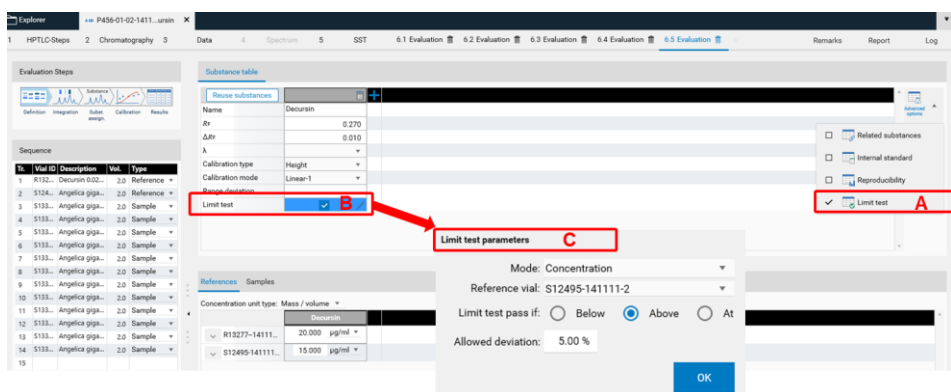 Explorer
P456-01-02-1411...ursin
1 HPTLC-Steps 2 Chromatography 3 Data 4 Spectrum 5 SST 6.1 Evaluation 6.2 Evaluation 6.3 Evaluation 6.4 Evaluation 6.5 Evaluation Remarks Report Log
Evaluation Steps
Substance
Definition Integration Subst. assign. Calibration Results
Sequence
Tr. Vial ID Description Vol. Type
1 R132... Decursin 0.02... 2.0 Reference
2 S124... Angelica giga... 2.0 Reference
3 S133... Angelica giga... 2.0 Sample
4 S133... Angelica giga... 2.0 Sample
5 S133... Angelica giga... 2.0 Sample
6 S133... Angelica giga... 2.0 Sample
7 S133... Angelica giga... 2.0 Sample
8 S133... Angelica giga... 2.0 Sample
9 S133... Angelica giga... 2.0 Sample
10 S133... Angelica giga... 2.0 Sample
11 S133... Angelica giga... 2.0 Sample
12 S133... Angelica giga... 2.0 Sample
13 S133... Angelica giga... 2.0 Sample
14 S133... Angelica giga... 2.0 Sample
15
Substance table
Reuse substances
Name Decursin
RF 0.270
ΔRF 0.010
λ
Calibration type Height
Calibration mode Linear-1
Range deviation
Limit test B
Advanced options
Related substances
Internal standard
Reproducibility
Limit test A
References Samples
Concentration unit type: Mass / volume
Decursin
R13277-14111... 20.000 µg/ml
S12495-141111... 15.000 µg/ml
Limit test parameters C
Mode: Concentration
Reference vial: S12495-141111-2
Limit test pass if: Below Above At
Allowed deviation: 5.00 %
OK